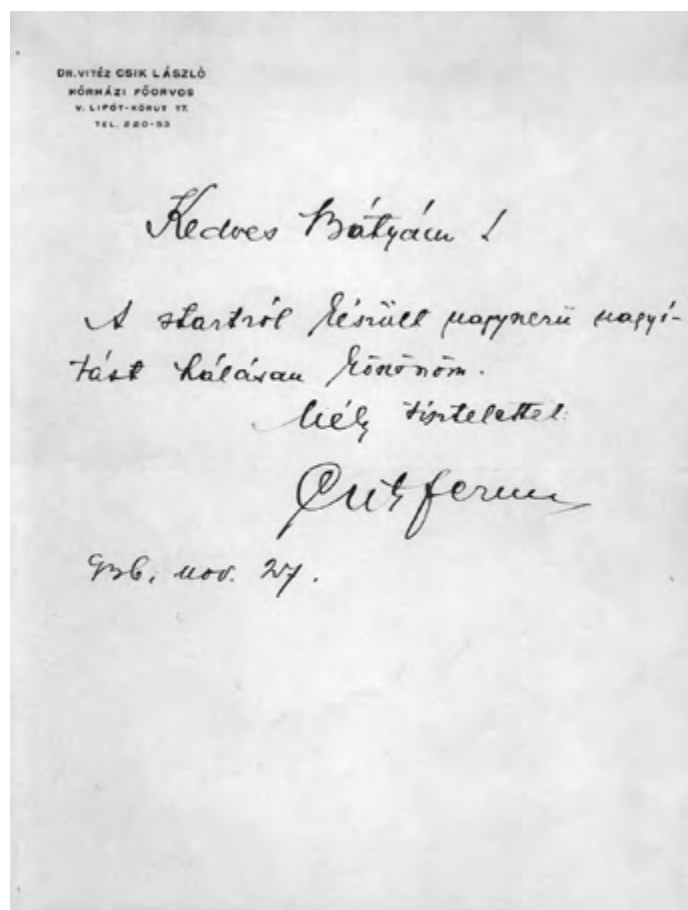 DR. VITÉZ CSIK LÁSZLÓ
KÓRHÁZI FŐORVOS
V. LIPÓT-KÖRUT 17.
TEL. 220-53
Kedves Bátyám !
A startról készült nagyszerű nagyí-
tást hálásan köszönöm.
Mély tisztelettel:
Csik Ferenc
936. nov. 27.